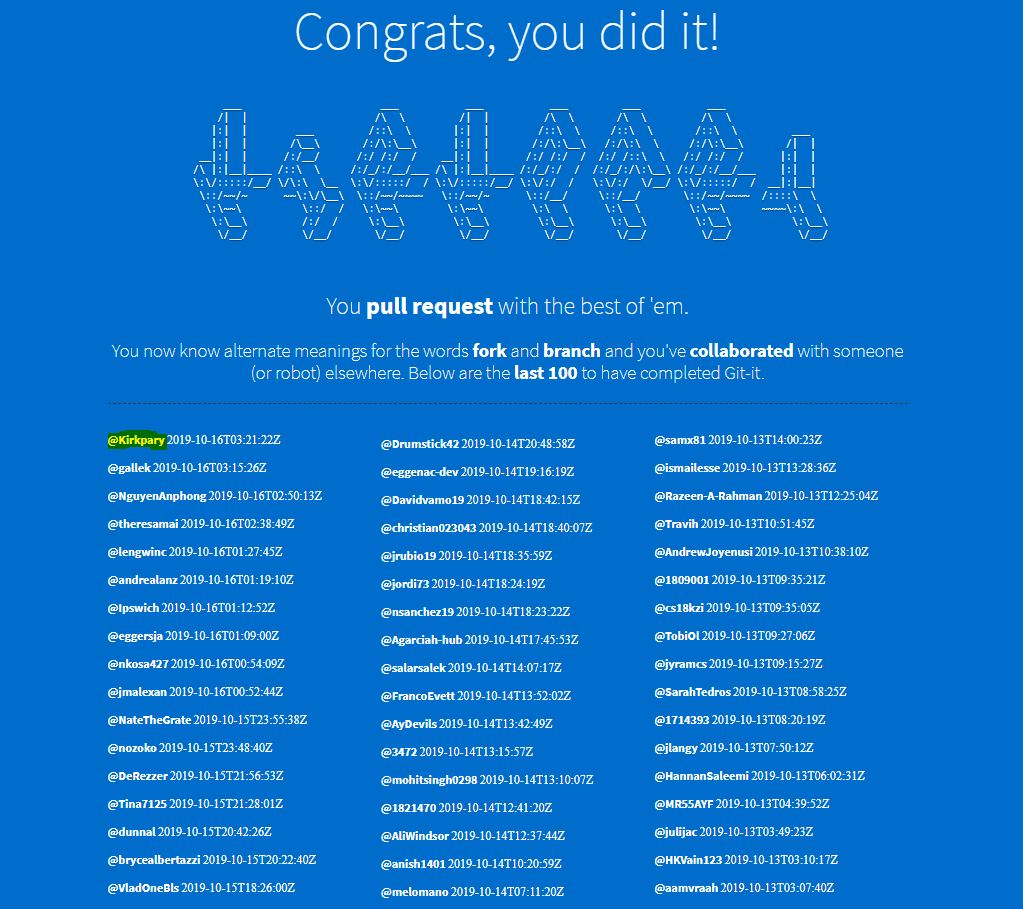 Congrats, you did it!
You pull request with the best of 'em.
You now know alternate meanings for the words fork and branch and you've collaborated with someone
(or robot) elsewhere. Below are the last 100 to have completed Git-it.
@Kirkpary 2019-10-16T03:21:22Z
@gallek 2019-10-16T03:15:26Z
@NguyenAnphong 2019-10-16T02:50:13Z
@theresamai 2019-10-16T02:38:49Z
@lengwinc 2019-10-16T01:27:45Z
@andrealanz 2019-10-16T01:19:10Z
@Ipswich 2019-10-16T01:12:52Z
@eggersja 2019-10-16T01:09:00Z
@nkosa427 2019-10-16T00:54:09Z
@jmalexan 2019-10-16T00:52:44Z
@NateTheGrate 2019-10-15T23:55:38Z
@nozoko 2019-10-15T23:48:40Z
@DeRezzer 2019-10-15T21:56:53Z
@Tina7125 2019-10-15T21:28:01Z
@dunnal 2019-10-15T20:42:26Z
@brycealbertazzi 2019-10-15T20:22:40Z
@VladOneBls 2019-10-15T18:26:00Z
@Drumstick42 2019-10-14T20:48:58Z
@eggenac-dev 2019-10-14T19:16:19Z
@Davidvamo19 2019-10-14T18:42:15Z
@christian023043 2019-10-14T18:40:07Z
@jrubio19 2019-10-14T18:35:59Z
@jordi73 2019-10-14T18:24:19Z
@nsanchez19 2019-10-14T18:23:22Z
@Agarciah-hub 2019-10-14T17:45:53Z
@salarsalek 2019-10-14T14:07:17Z
@FrancoEvett 2019-10-14T13:52:02Z
@AyDevils 2019-10-14T13:42:49Z
@3472 2019-10-14T13:15:57Z
@mohitsingh0298 2019-10-14T13:10:07Z
@1821470 2019-10-14T12:41:20Z
@AliWindsor 2019-10-14T12:37:44Z
@anish1401 2019-10-14T10:20:59Z
@melomano 2019-10-14T07:11:20Z
@samx81 2019-10-13T14:00:23Z
@ismailesse 2019-10-13T13:28:36Z
@Razeen-A-Rahman 2019-10-13T12:25:04Z
@Travih 2019-10-13T10:51:45Z
@AndrewJoyenusi 2019-10-13T10:38:10Z
@1809001 2019-10-13T09:35:21Z
@cs18kzi 2019-10-13T09:35:05Z
@TobiOl 2019-10-13T09:27:06Z
@jyramcs 2019-10-13T09:15:27Z
@SarahTedros 2019-10-13T08:58:25Z
@1714393 2019-10-13T08:20:19Z
@jlangy 2019-10-13T07:50:12Z
@HannanSaleemi 2019-10-13T06:02:31Z
@MR55AYF 2019-10-13T04:39:52Z
@julijac 2019-10-13T03:49:23Z
@HKVain123 2019-10-13T03:10:17Z
@aamvraah 2019-10-13T03:07:40Z